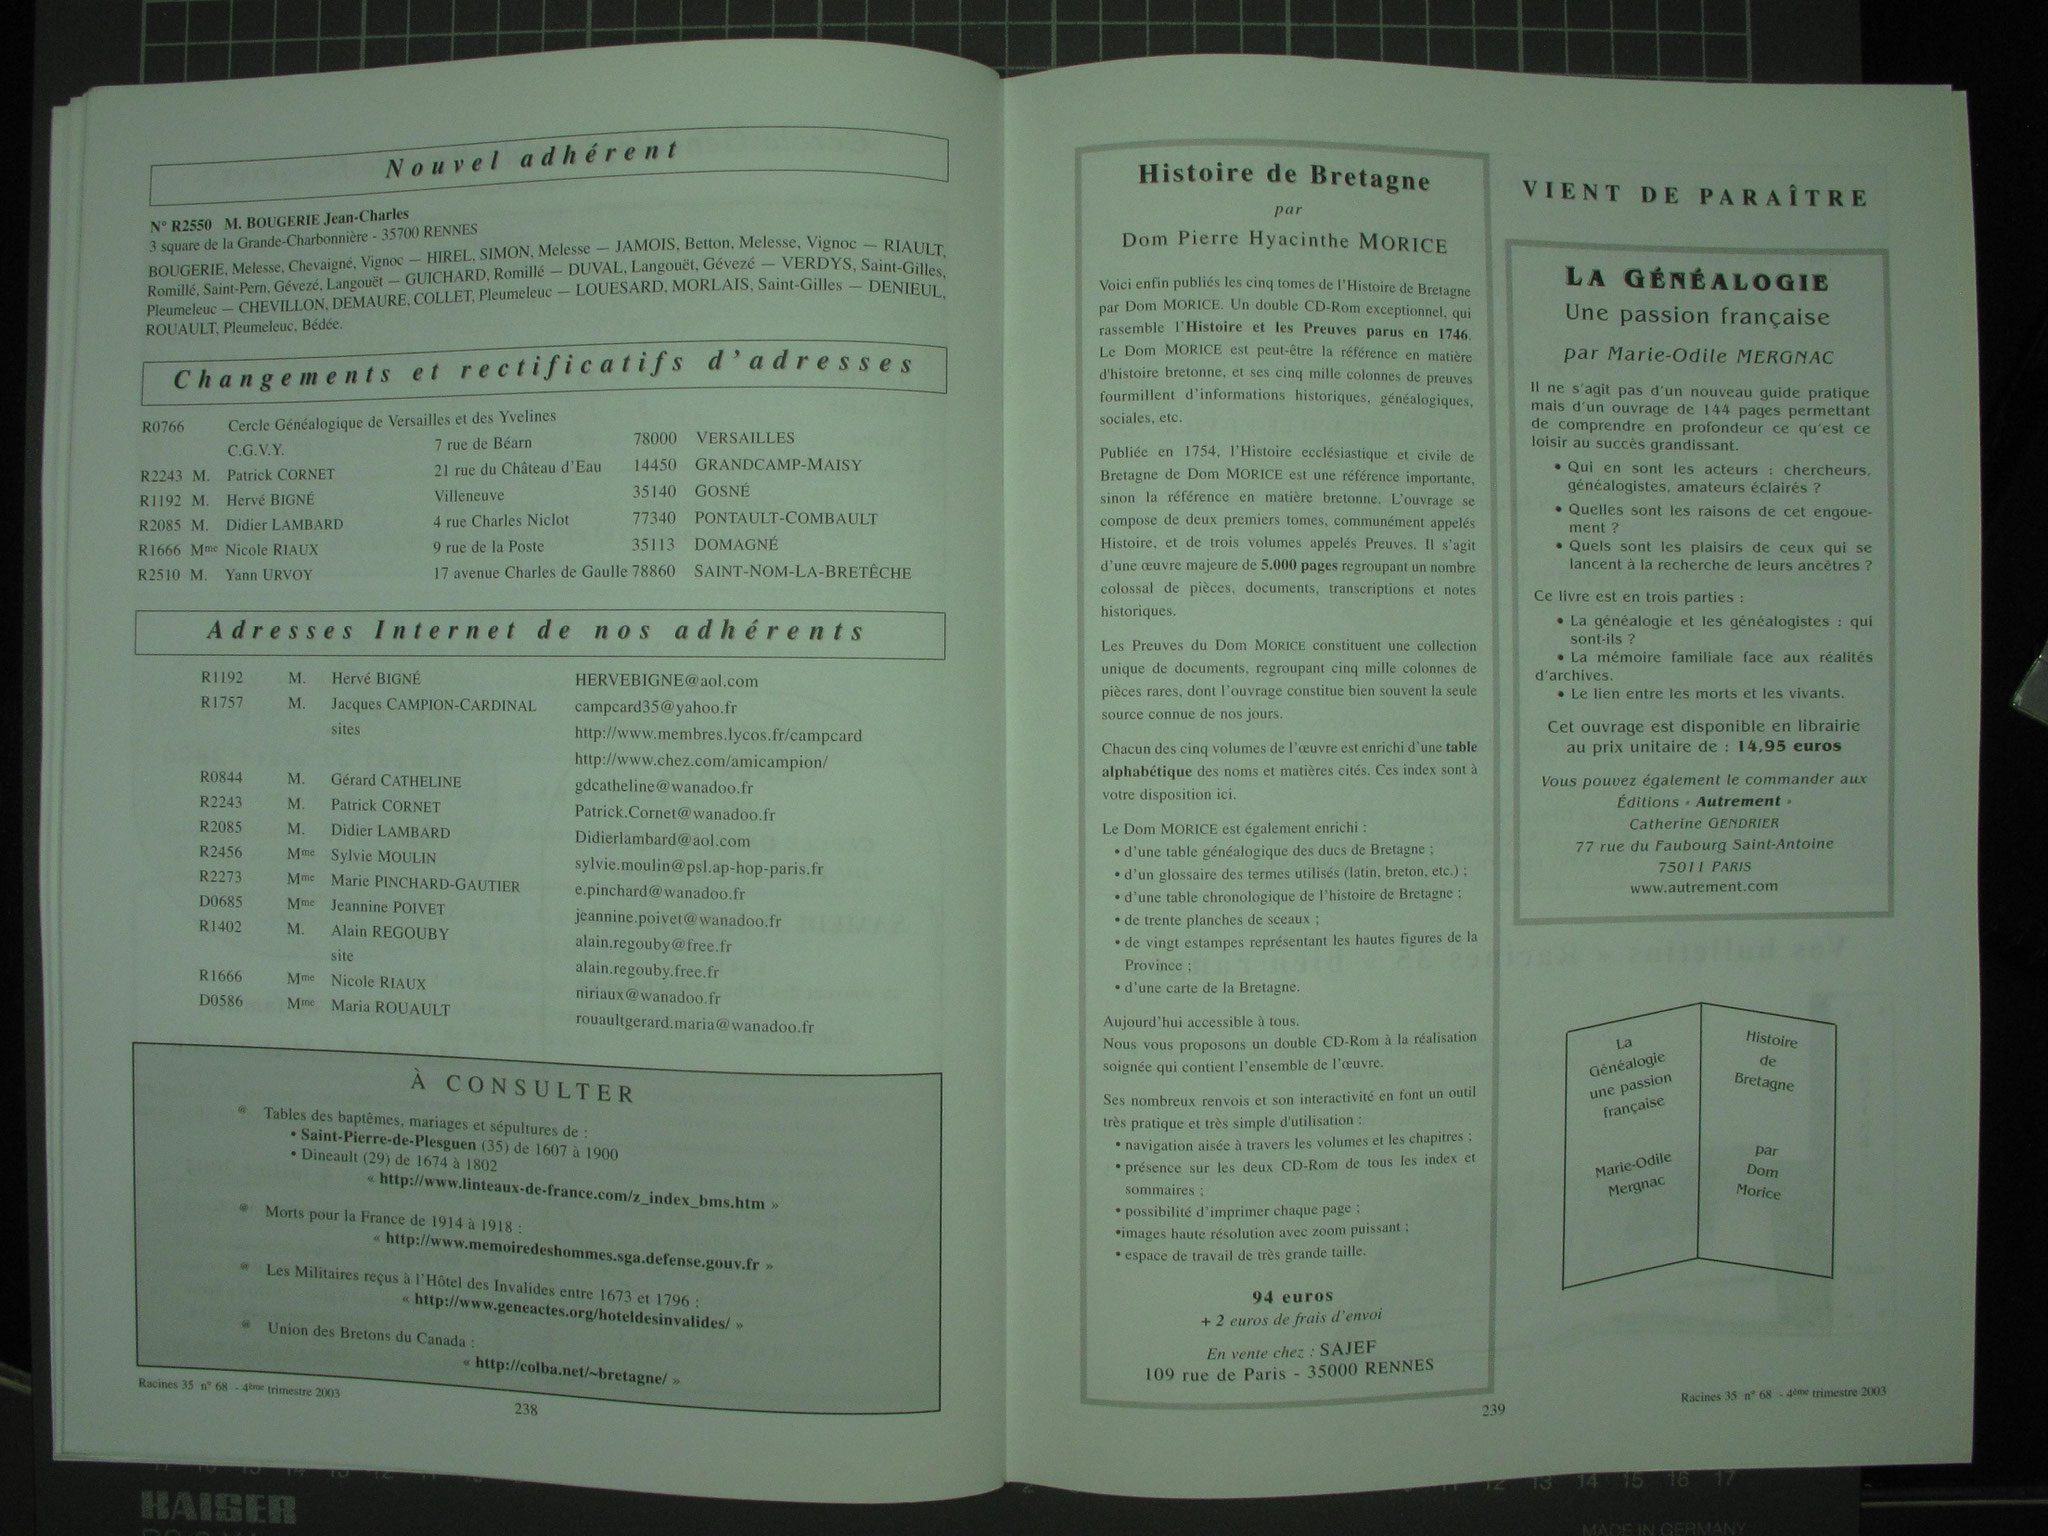 Nouvel adhérent
N° R2550 M. BOUGERIE Jean-Charles
3 square de la Grande-Charbonnière - 35700 RENNES
BOUGERIE, Melesse, Chevaigné, Vignoc — HIREL, SIMON, Melesse — JAMOIS, Betton, Melesse, Vignoc — RIAULT,
Romillé, Saint-Pern, Gévezé, Langouët — GUICHARD, Romillé — DUVAL, Langouët, Gévezé — VERDYS, Saint-Gilles,
Pleumeleuc — CHEVILLON, DEMAURE, COLLET, Pleumeleuc — LOUESARD, MORLAIS, Saint-Gilles — DENIEUL,
ROUAULT, Pleumeleuc, Bédée.
Changements et rectificatifs d'adresses
R0766 Cercle Généalogique de Versailles et des Yvelines
C.G.V.Y. 7 rue de Béarn 78000 VERSAILLES
R2243 M. Patrick CORNET 21 rue du Château d'Eau 14450 GRANDCAMP-MAISY
R1192 M. Hervé BIGNÉ Villeneuve 35140 GOSNÉ
R2085 M. Didier LAMBARD 4 rue Charles Niclot 77340 PONTAULT-COMBAULT
R1666 Mme Nicole RIAUX 9 rue de la Poste 35113 DOMAGNÉ
R2510 M. Yann URVOY 17 avenue Charles de Gaulle 78860 SAINT-NOM-LA-BRETÊCHE
Adresses Internet de nos adhérents
R1192 M. Hervé BIGNÉ HERVEBIGNE@aol.com
R1757 M. Jacques CAMPION-CARDINAL campcard35@yahoo.fr
sites http://www.membres.lycos.fr/campcard
http://www.chez.com/amicampion/
R0844 M. Gérard CATHELINE gdcatheline@wanadoo.fr
R2243 M. Patrick CORNET Patrick.Cornet@wanadoo.fr
R2085 M. Didier LAMBARD Didierlambard@aol.com
R2456 Mme Sylvie MOULIN sylvie.moulin@psl.ap-hop-paris.fr
R2273 Mme Marie PINCHARD-GAUTIER e.pinchard@wanadoo.fr
D0685 Mme Jeannine POIVET jeannine.poivet@wanadoo.fr
R1402 M. Alain REGOUBY alain.regouby@free.fr
site alain.regouby.free.fr
R1666 Mme Nicole RIAUX niriaux@wanadoo.fr
D0586 Mme Maria ROUAULT rouaultgerard.maria@wanadoo.fr
À CONSULTER
Tables des baptêmes, mariages et sépultures de :
• Saint-Pierre-de-Plesguen (35) de 1607 à 1900
• Dineault (29) de 1674 à 1802
« http://www.linteaux-de-france.com/z_index_bms.htm »
Morts pour la France de 1914 à 1918 :
« http://www.memoiredeshommes.sga.defense.gouv.fr »
Les Militaires reçus à l'Hôtel des Invalides entre 1673 et 1796 :
« http://www.geneactes.org/hoteldesinvalides/ »
Union des Bretons du Canada :
« http://colba.net/~bretagne/ »
Racines 35 n° 68 - 4ème trimestre 2003
238
Histoire de Bretagne
par
Dom Pierre Hyacinthe MORICE
Voici enfin publiés les cinq tomes de l'Histoire de Bretagne
par Dom MORICE. Un double CD-Rom exceptionnel, qui
rassemble l'Histoire et les Preuves parus en 1746.
Le Dom MORICE est peut-être la référence en matière
d'histoire bretonne, et ses cinq mille colonnes de preuves
fourmillent d'informations historiques, généalogiques,
sociales, etc.
Publiée en 1754, l'Histoire ecclésiastique et civile de
Bretagne de Dom MORICE est une référence importante,
sinon la référence en matière bretonne. L'ouvrage se
compose de deux premiers tomes, communément appelés
Histoire, et de trois volumes appelés Preuves. Il s'agit
d'une œuvre majeure de 5.000 pages regroupant un nombre
colossal de pièces, documents, transcriptions et notes
historiques.
Les Preuves du Dom MORICE constituent une collection
unique de documents, regroupant cinq mille colonnes de
pièces rares, dont l'ouvrage constitue bien souvent la seule
source connue de nos jours.
Chacun des cinq volumes de l'œuvre est enrichi d'une table
alphabétique des noms et matières cités. Ces index sont à
votre disposition ici.
Le Dom MORICE est également enrichi :
• d'une table généalogique des ducs de Bretagne ;
• d'un glossaire des termes utilisés (latin, breton, etc.) ;
• d'une table chronologique de l'histoire de Bretagne ;
• de trente planches de sceaux ;
• de vingt estampes représentant les hautes figures de la
Province ;
• d'une carte de la Bretagne.
Aujourd'hui accessible à tous.
Nous vous proposons un double CD-Rom à la réalisation
soignée qui contient l'ensemble de l'œuvre.
Ses nombreux renvois et son interactivité en font un outil
très pratique et très simple d'utilisation :
• navigation aisée à travers les volumes et les chapitres ;
• présence sur les deux CD-Rom de tous les index et
sommaires ;
• possibilité d'imprimer chaque page ;
•images haute résolution avec zoom puissant ;
• espace de travail de très grande taille.
94 euros
+ 2 euros de frais d'envoi
En vente chez : SAJEF
109 rue de Paris - 35000 RENNES
VIENT DE PARAÎTRE
LA GÉNÉALOGIE
Une passion française
par Marie-Odile MERGNAC
Il ne s'agit pas d'un nouveau guide pratique
mais d'un ouvrage de 144 pages permettant
de comprendre en profondeur ce qu'est ce
loisir au succès grandissant.
• Qui en sont les acteurs : chercheurs,
généalogistes, amateurs éclairés ?
• Quelles sont les raisons de cet engoue-
ment ?
• Quels sont les plaisirs de ceux qui se
lancent à la recherche de leurs ancêtres ?
Ce livre est en trois parties :
• La généalogie et les généalogistes : qui
sont-ils ?
• La mémoire familiale face aux réalités
d'archives.
• Le lien entre les morts et les vivants.
Cet ouvrage est disponible en librairie
au prix unitaire de : 14,95 euros
Vous pouvez également le commander aux
Éditions « Autrement »
Catherine GENDRIER
77 rue du Faubourg Saint-Antoine
75011 PARIS
www.autrement.com
La
Généalogie
une passion
française
Marie-Odile
Mergnac
Histoire
de
Bretagne
par
Dom
Morice
Racines 35 n° 68 - 4ème trimestre 2003
239
12 13 14 15 16 17
KAISER
MADE IN GERMANY